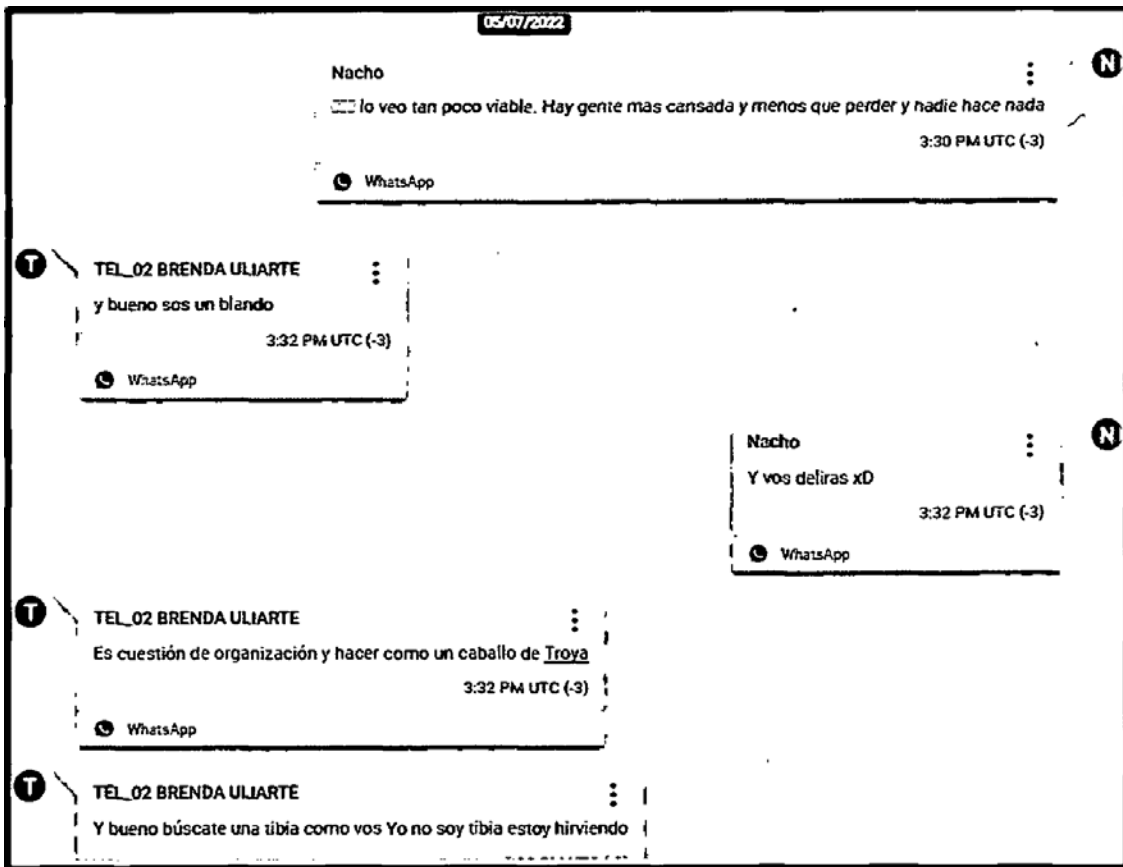 05/07/2022
N
Nacho
lo veo tan poco viable. Hay gente mas cansada y menos que perder y nadie hace nada
3:30 PM UTC (-3)
WhatsApp
T
TEL_02 BRENDA ULIARTE
y bueno sos un blando
3:32 PM UTC (-3)
WhatsApp
N
Nacho
Y vos deliras xD
3:32 PM UTC (-3)
WhatsApp
T
TEL_02 BRENDA ULIARTE
Es cuestión de organización y hacer como un caballo de Troya
3:32 PM UTC (-3)
WhatsApp
T
TEL_02 BRENDA ULIARTE
Y bueno búscate una tibia como vos Yo no soy tibia estoy hirviendo